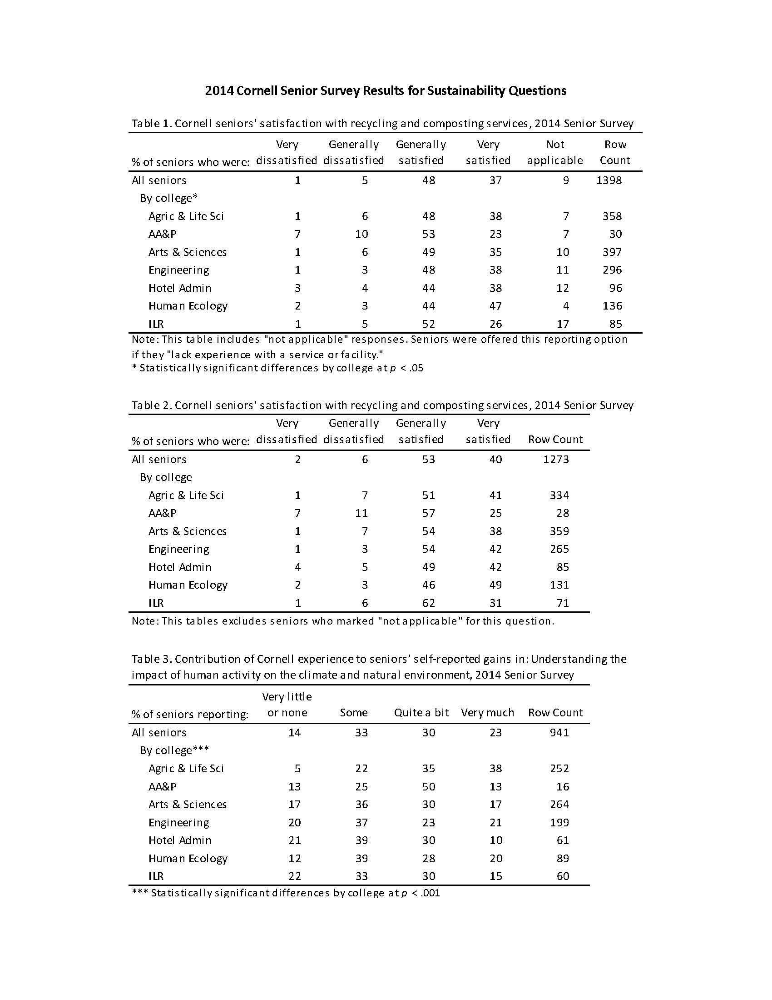 2014 Cornell Senior Survey Results for Sustainability Questions
Table 1. Cornell seniors' satisfaction with recycling and composting services, 2014 Senior Survey
% of seniors who were: Very dissatisfied Generally dissatisfied Generally satisfied Very satisfied Not applicable Row Count
All seniors 1 5 48 37 9 1398
By college*
Agric & Life Sci 1 6 48 38 7 358
AA&P 7 10 53 23 7 30
Arts & Sciences 1 6 49 35 10 397
Engineering 1 3 48 38 11 296
Hotel Admin 3 4 44 38 12 96
Human Ecology 2 3 44 47 4 136
ILR 1 5 52 26 17 85
Note: This table includes "not applicable" responses. Seniors were offered this reporting option
if they "lack experience with a service or facility."
* Statistically significant differences by college at p < .05
Table 2. Cornell seniors' satisfaction with recycling and composting services, 2014 Senior Survey
% of seniors who were: Very dissatisfied Generally dissatisfied Generally satisfied Very satisfied Row Count
All seniors 2 6 53 40 1273
By college
Agric & Life Sci 1 7 51 41 334
AA&P 7 11 57 25 28
Arts & Sciences 1 7 54 38 359
Engineering 1 3 54 42 265
Hotel Admin 4 5 49 42 85
Human Ecology 2 3 46 49 131
ILR 1 6 62 31 71
Note: This tables excludes seniors who marked "not applicable" for this question.
Table 3. Contribution of Cornell experience to seniors' self-reported gains in: Understanding the
impact of human activity on the climate and natural environment, 2014 Senior Survey
% of seniors reporting: Very little or none Some Quite a bit Very much Row Count
All seniors 14 33 30 23 941
By college***
Agric & Life Sci 5 22 35 38 252
AA&P 13 25 50 13 16
Arts & Sciences 17 36 30 17 264
Engineering 20 37 23 21 199
Hotel Admin 21 39 30 10 61
Human Ecology 12 39 28 20 89
ILR 22 33 30 15 60
*** Statistically significant differences by college at p < .001